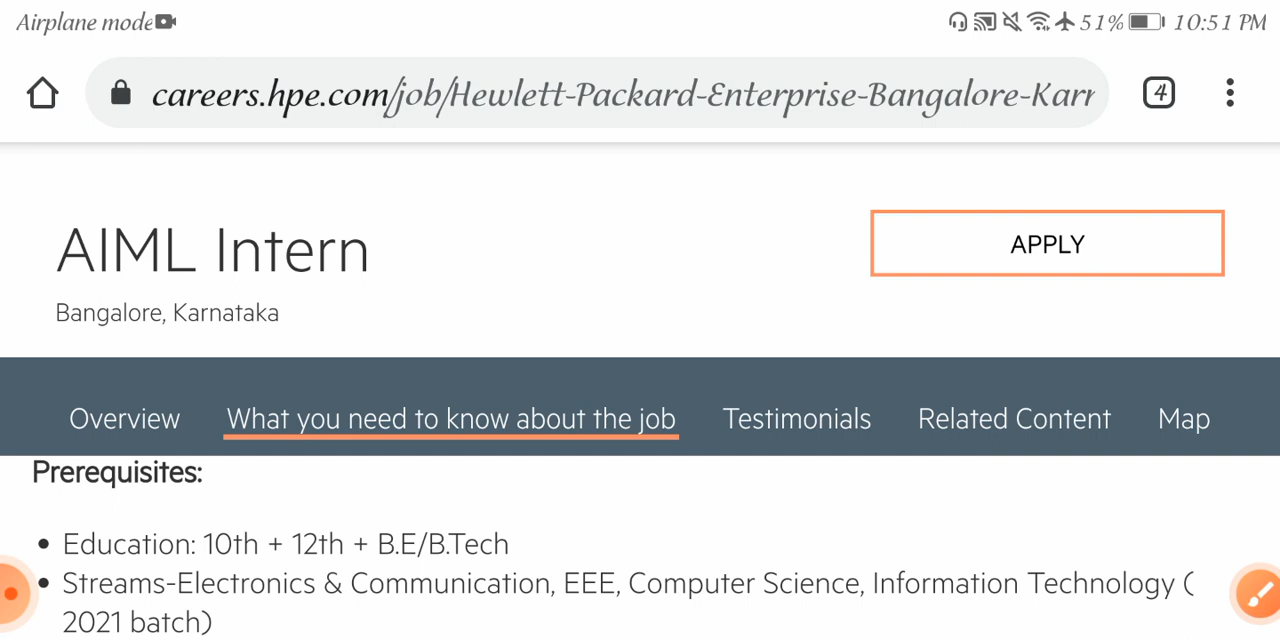 Airplane mode 51% 10:51 PM
careers.hpe.com/job/Hewlett-Packard-Enterprise-Bangalore-Karr 4
AIML Intern
APPLY
Bangalore, Karnataka
Overview What you need to know about the job Testimonials Related Content Map
Prerequisites:
• Education: 10th + 12th + B.E/B.Tech
• Streams-Electronics & Communication, EEE, Computer Science, Information Technology (
2021 batch)